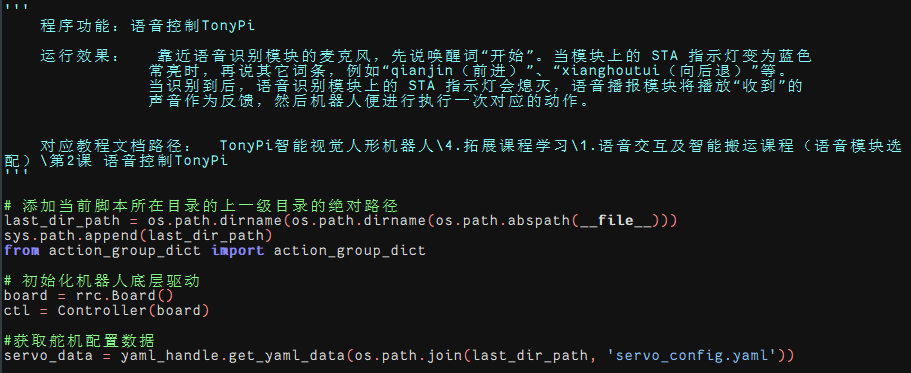 '''
程序功能：语音控制TonyPi
运行效果： 靠近语音识别模块的麦克风，先说唤醒词“开始”。当模块上的 STA 指示灯变为蓝色
常亮时，再说其它词条，例如“qianjin（前进）”、“xianghoutui（向后退）”等。
当识别到后，语音识别模块上的 STA 指示灯会熄灭，语音播报模块将播放“收到”的
声音作为反馈，然后机器人便进行执行一次对应的动作。
对应教程文档路径： TonyPi智能视觉人形机器人\4.拓展课程学习\1.语音交互及智能搬运课程（语音模块选
配）\第2课 语音控制TonyPi
'''
# 添加当前脚本所在目录的上一级目录的绝对路径
last_dir_path = os.path.dirname(os.path.dirname(os.path.abspath(__file__)))
sys.path.append(last_dir_path)
from action_group_dict import action_group_dict
# 初始化机器人底层驱动
board = rrc.Board()
ctl = Controller(board)
#获取舵机配置数据
servo_data = yaml_handle.get_yaml_data(os.path.join(last_dir_path, 'servo_config.yaml'))